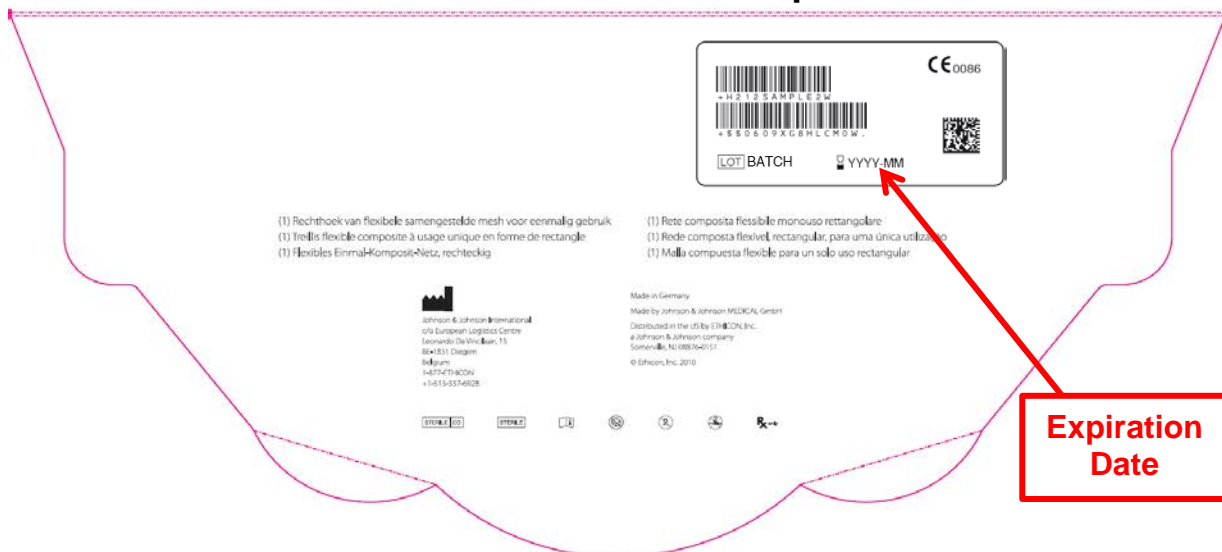 CE 0086
+H212SAMPLE2W
+$$0609XG8HLCM0W.
LOT BATCH YYYY-MM
(1) Rechthoek van flexibele samengestelde mesh voor eenmalig gebruik
(1) Treillis flexible composite à usage unique en forme de rectangle
(1) Flexibles Einmal-Komposit-Netz, rechteckig
(1) Rete composita flessibile monouso rettangolare
(1) Rede composta flexível, rectangular, para uma única utilização
(1) Malla compuesta flexible para un solo uso rectangular
Johnson & Johnson International
c/o European Logistics Centre
Leonardo Da Vincilaan, 15
BE-1831 Diegem
Belgium
1-877-ETHICON
+1-513-337-6928
Made in Germany
Made by Johnson & Johnson MEDICAL GmbH
Distributed in the US by ETHICON, Inc.
a Johnson & Johnson company
Somerville, NJ 08876-0151
© Ethicon, Inc. 2010
STERILE EO STERILE 2 Rx
Expiration
Date